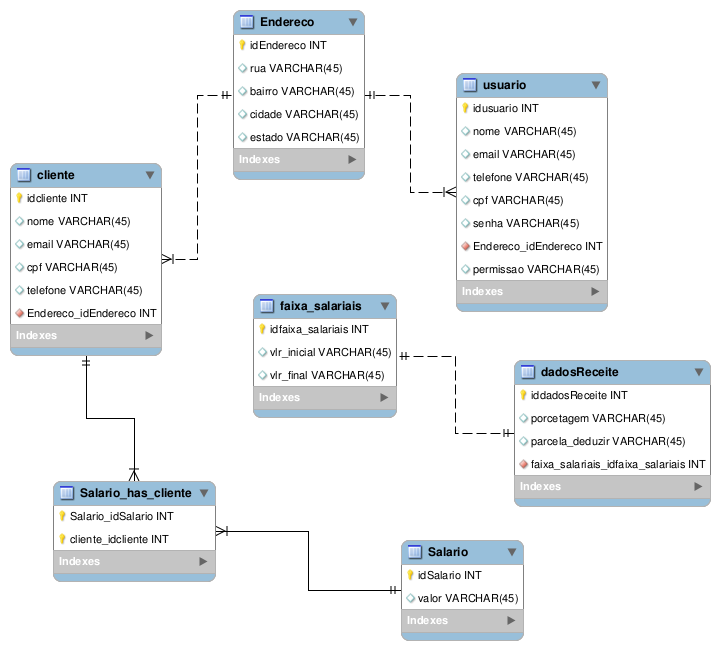 Endereco
idEndereco INT
rua VARCHAR(45)
bairro VARCHAR(45)
cidade VARCHAR(45)
estado VARCHAR(45)
Indexes
usuario
idusuario INT
nome VARCHAR(45)
email VARCHAR(45)
telefone VARCHAR(45)
cpf VARCHAR(45)
senha VARCHAR(45)
Endereco_idEndereco INT
permissao VARCHAR(45)
Indexes
cliente
idcliente INT
nome VARCHAR(45)
email VARCHAR(45)
cpf VARCHAR(45)
telefone VARCHAR(45)
Endereco_idEndereco INT
Indexes
faixa_salariais
idfaixa_salariais INT
vlr_inicial VARCHAR(45)
vlr_final VARCHAR(45)
Indexes
dadosReceite
iddadosReceite INT
porcetagem VARCHAR(45)
parcela_deduzir VARCHAR(45)
faixa_salariais_idfaixa_salariais INT
Indexes
Salario_has_cliente
Salario_idSalario INT
cliente_idcliente INT
Indexes
Salario
idSalario INT
valor VARCHAR(45)
Indexes